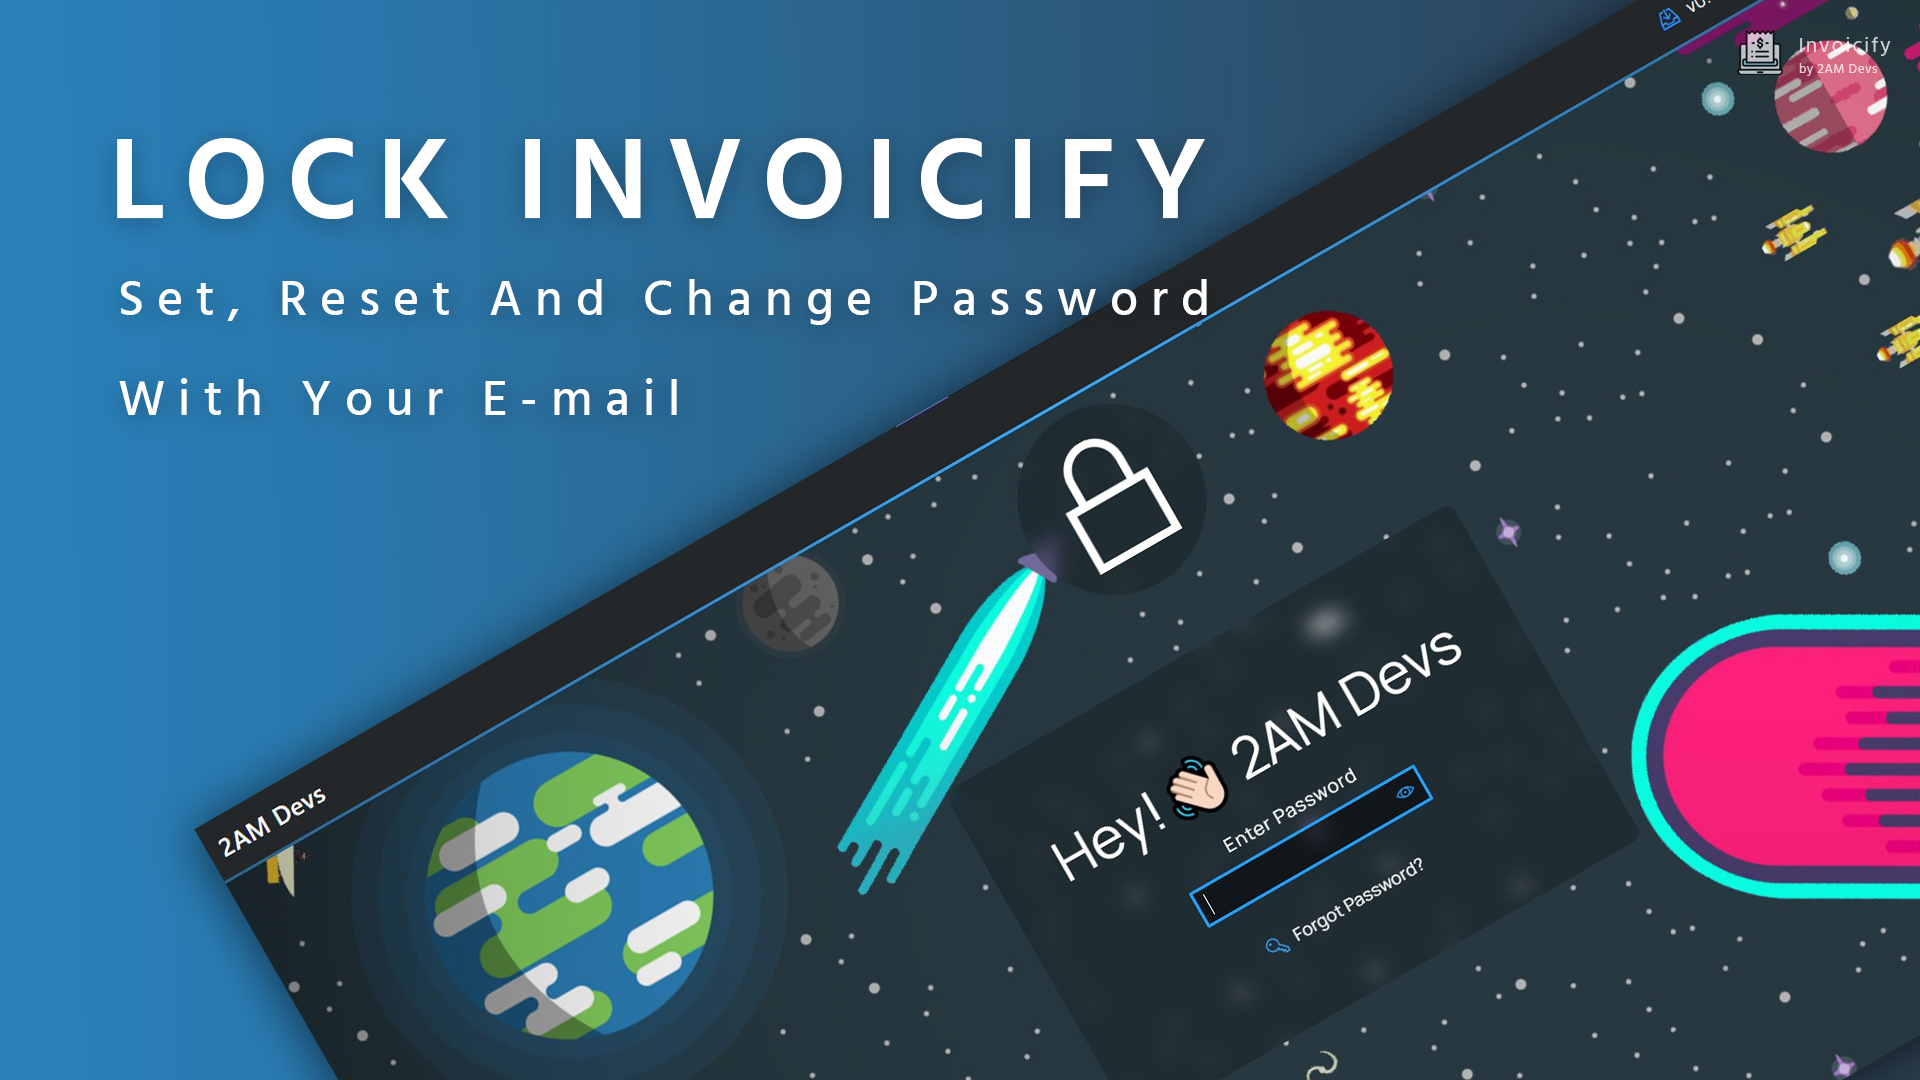 Invoicify
by 2AM Devs
LOCK INVOICIFY
Set, Reset And Change Password
With Your E-mail
2AM Devs
Hey! 👋 2AM Devs
Enter Password
Forgot Password?